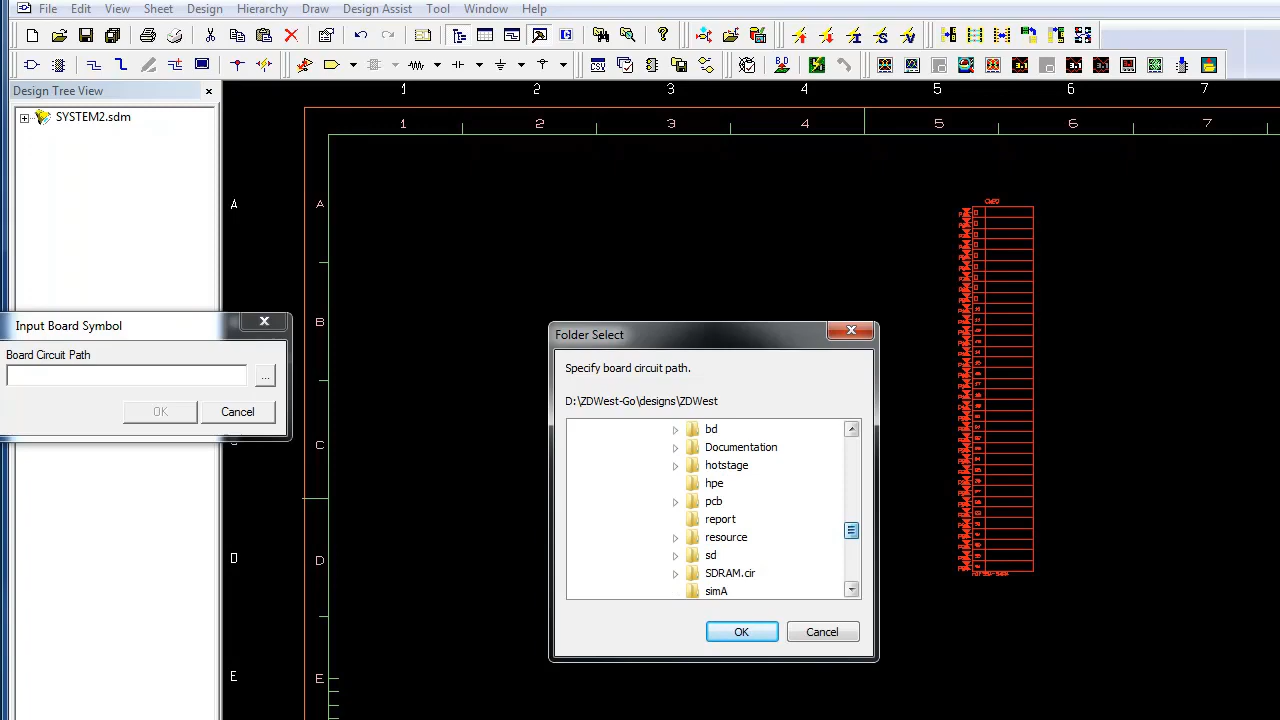 File Edit View Sheet Design Hierarchy Draw Design Assist Tool Window Help
Design Tree View
SYSTEM2.sdm
1 2 3 4 5 6 7
1 2 3 4 5 6 7
A A
B
C
D D
E E
Input Board Symbol
Board Circuit Path
...
OK Cancel
Folder Select
Specify board circuit path.
D:\ZDWest-Go\designs\ZDWest
bd
Documentation
hotstage
hpe
pcb
report
resource
sd
SDRAM.cir
simA
OK Cancel